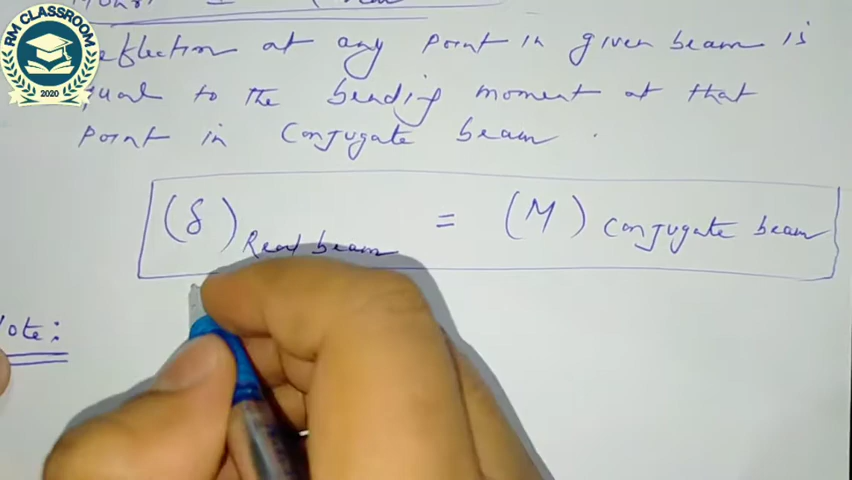 RM CLASSROOM
2020
eflection at any point in given beam is
qual to the bending moment at that
point in Conjugate beam .
(δ) Real beam = (M) Conjugate beam
Note: